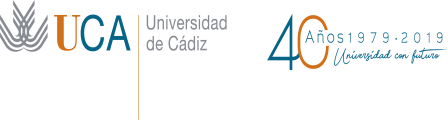 UCA
Universidad
de Cádiz
40 Años 1979-2019
Universidad con futuro